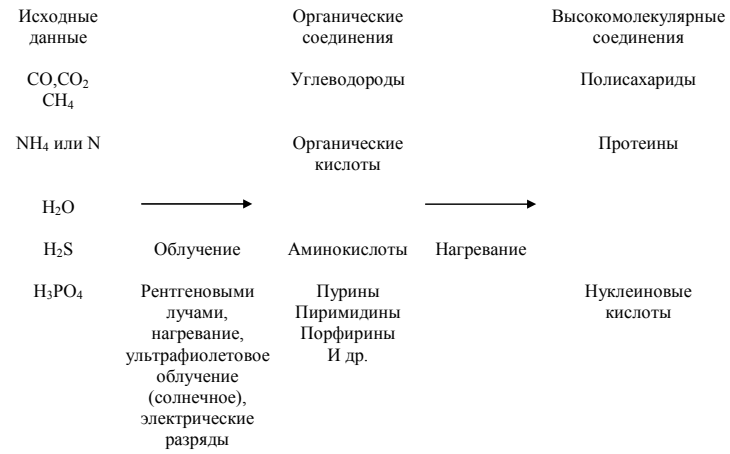 Исходные
данные
Органические
соединения
Высокомолекулярные
соединения
CO,CO₂
CH₄
Углеводороды
Полисахариды
NH₄ или N
Органические
кислоты
Протеины
H₂O
H₂S
Облучение
Аминокислоты
Нагревание
H₃PO₄
Рентгеновыми
лучами,
нагревание,
ультрафиолетовое
облучение
(солнечное),
электрические
разряды
Пурины
Пиримидины
Порфирины
И др.
Нуклеиновые
кислоты